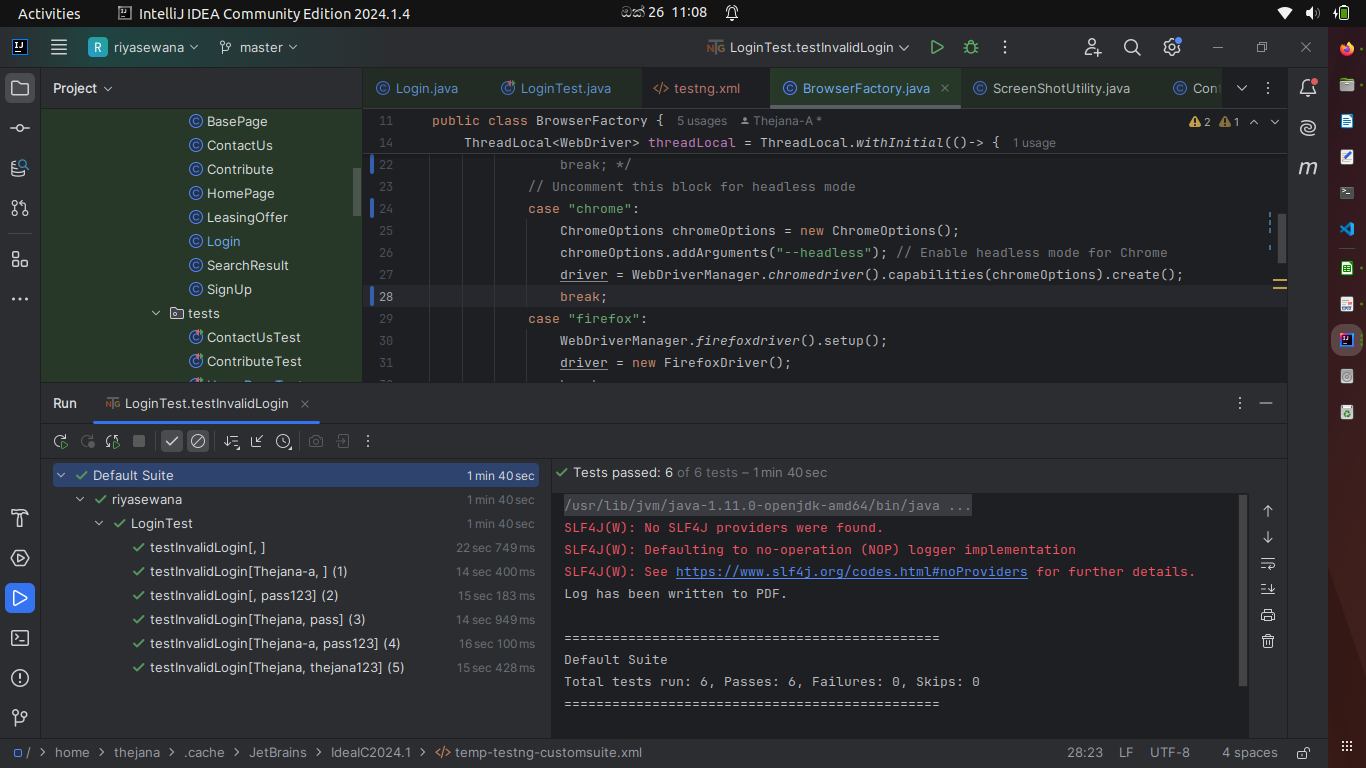 Activities
IntelliJ IDEA Community Edition 2024.1.4
ඔක් 26 11:08
R riyasewana
master
LoginTest.testInvalidLogin
Project
Login.java
LoginTest.java
testng.xml
BrowserFactory.java
ScreenShotUtility.java
BasePage
ContactUs
Contribute
HomePage
LeasingOffer
Login
SearchResult
SignUp
tests
ContactUsTest
ContributeTest
11 public class BrowserFactory { 5 usages Thejana-A *
2 1
14 ThreadLocal<WebDriver> threadLocal = ThreadLocal.withInitial(()-> { 1 usage
22 break; */
23 // Uncomment this block for headless mode
24 case "chrome":
25 ChromeOptions chromeOptions = new ChromeOptions();
26 chromeOptions.addArguments("--headless"); // Enable headless mode for Chrome
27 driver = WebDriverManager.chromedriver().capabilities(chromeOptions).create();
28 break;
29 case "firefox":
30 WebDriverManager.firefoxdriver().setup();
31 driver = new FirefoxDriver();
Run
LoginTest.testInvalidLogin
Default Suite 1 min 40 sec
riyasewana 1 min 40 sec
LoginTest 1 min 40 sec
testInvalidLogin[, ] 22 sec 749 ms
testInvalidLogin[Thejana-a, ] (1) 14 sec 400 ms
testInvalidLogin[, pass123] (2) 15 sec 183 ms
testInvalidLogin[Thejana, pass] (3) 14 sec 949 ms
testInvalidLogin[Thejana-a, pass123] (4) 16 sec 100 ms
testInvalidLogin[Thejana, thejana123] (5) 15 sec 428 ms
Tests passed: 6 of 6 tests – 1 min 40 sec
/usr/lib/jvm/java-1.11.0-openjdk-amd64/bin/java ...
SLF4J(W): No SLF4J providers were found.
SLF4J(W): Defaulting to no-operation (NOP) logger implementation
SLF4J(W): See https://www.slf4j.org/codes.html#noProviders for further details.
Log has been written to PDF.
===============================================
Default Suite
Total tests run: 6, Passes: 6, Failures: 0, Skips: 0
===============================================
/ > home > thejana > .cache > JetBrains > IdeaIC2024.1 > temp-testng-customsuite.xml
28:23 LF UTF-8 4 spaces